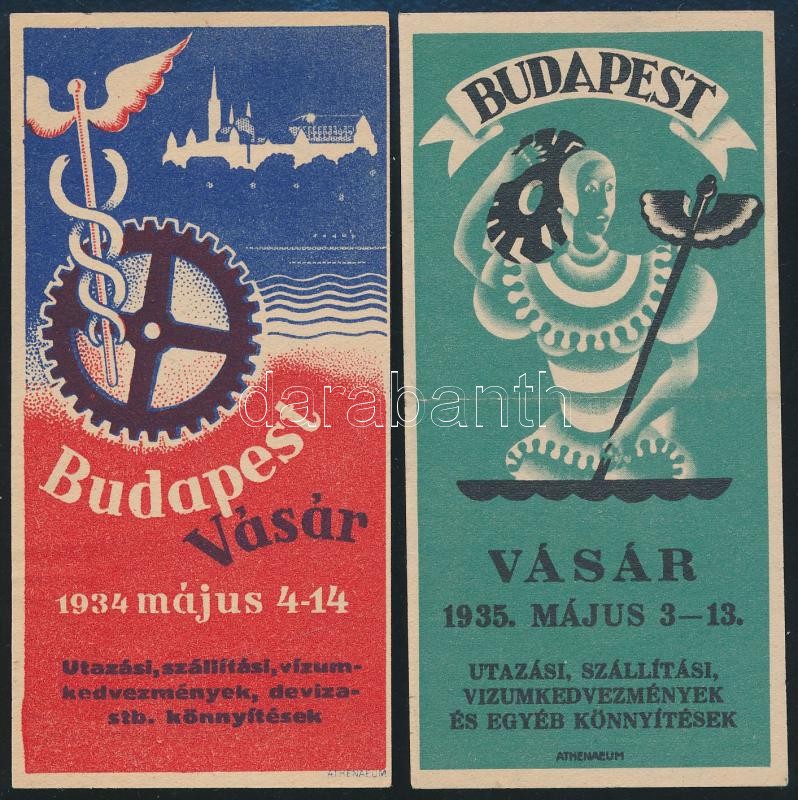 Budapest
Vásár
1934 május 4-14
Utazási, szállítási, vízum-
kedvezmények, deviza-
stb. könnyítések
ATHENAEUM
BUDAPEST
VÁSÁR
1935. MÁJUS 3—13.
UTAZÁSI, SZÁLLÍTÁSI,
VIZUMKEDVEZMÉNYEK
ÉS EGYÉB KÖNNYÍTÉSEK
ATHENAEUM
darabanth